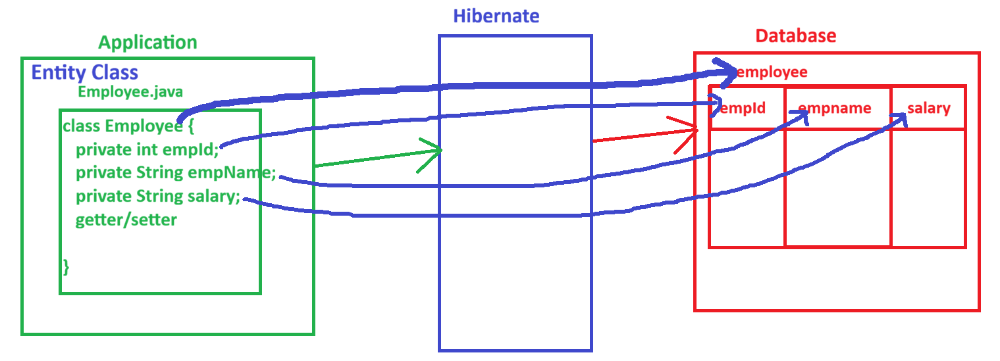 Hibernate
Application
Database
Entity Class
Employee.java
class Employee {
private int empId;
private String empName;
private String salary;
getter/setter
}
employee
empId empname salary